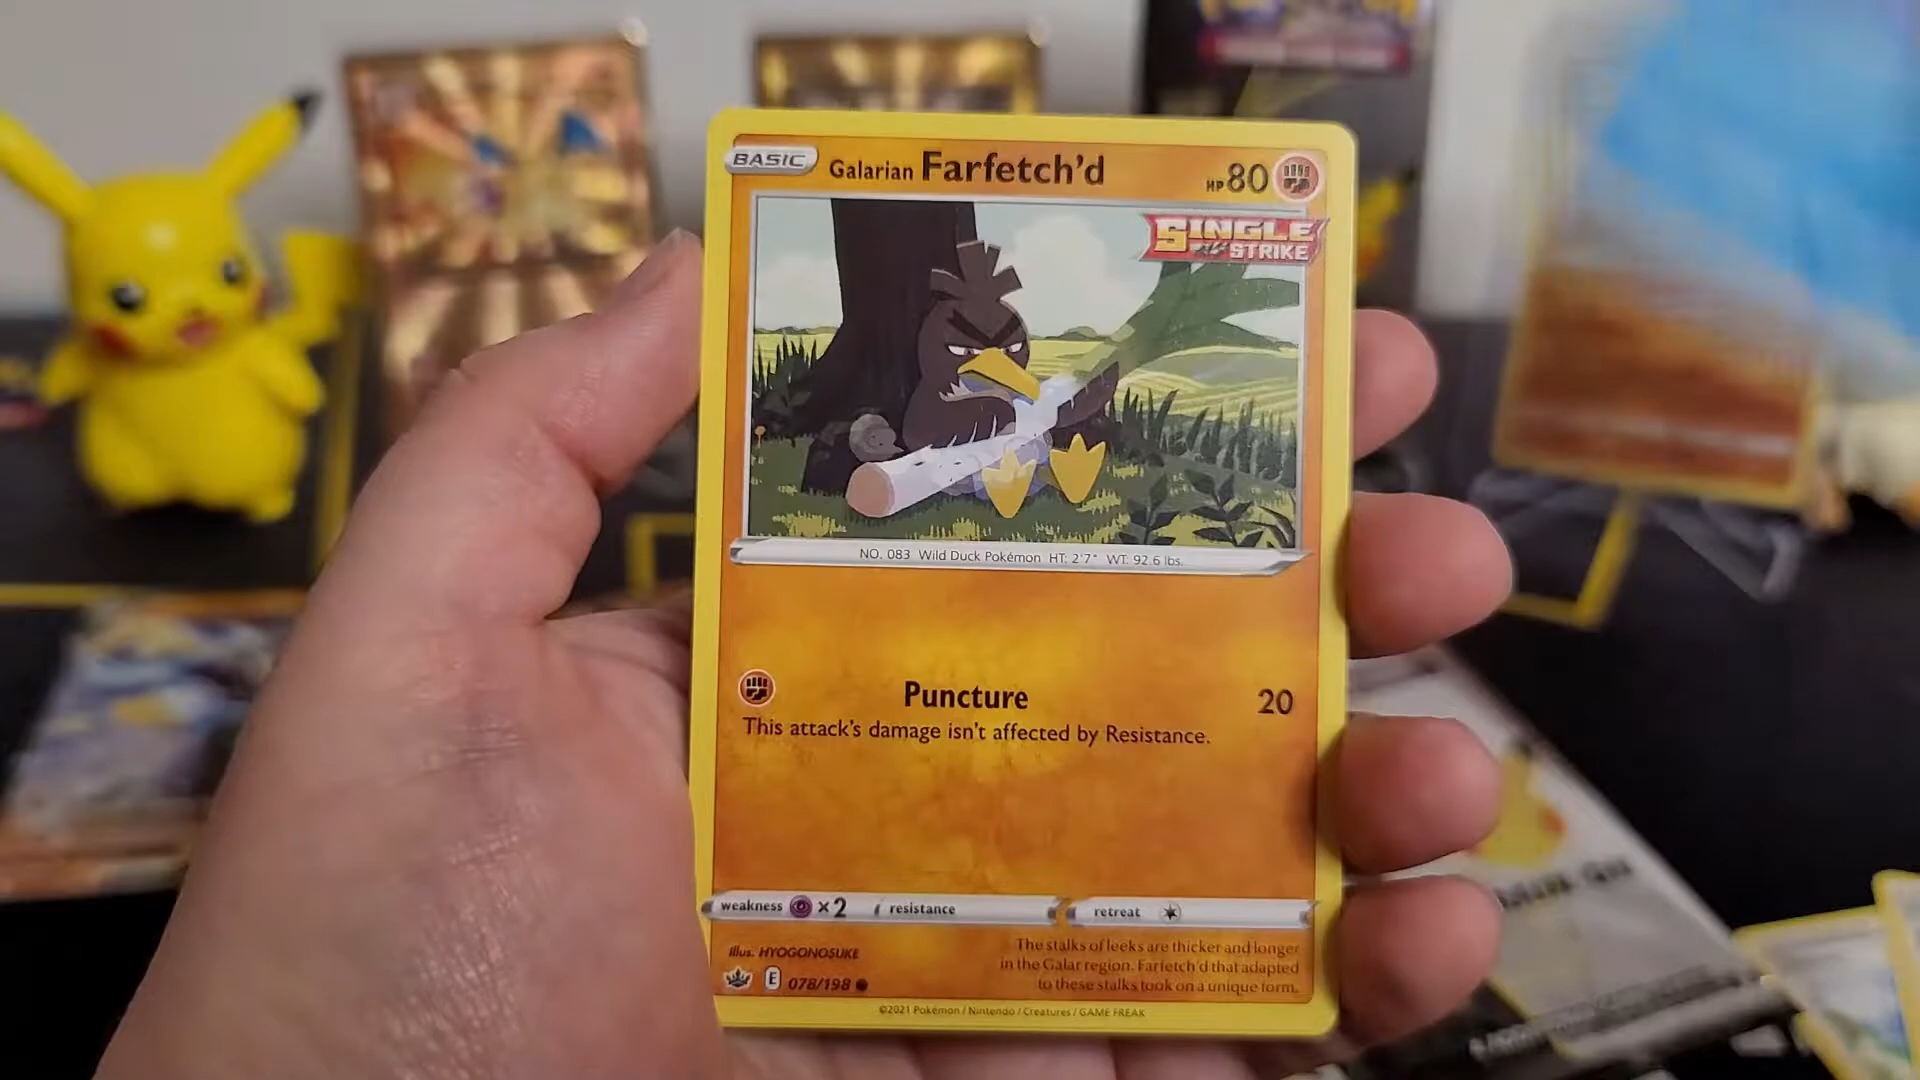 BASIC Galarian Farfetch'd HP 80
SINGLE
STRIKE
NO. 083 Wild Duck Pokémon HT: 2'7" WT: 92.6 lbs.
Puncture 20
This attack's damage isn't affected by Resistance.
weakness ×2 resistance retreat
Illus. HYOGONOSUKE
The stalks of leeks are thicker and longer
in the Galar region. Farfetch'd that adapted
to these stalks took on a unique form.
E 078/198
©2021 Pokémon / Nintendo / Creatures / GAME FREAK